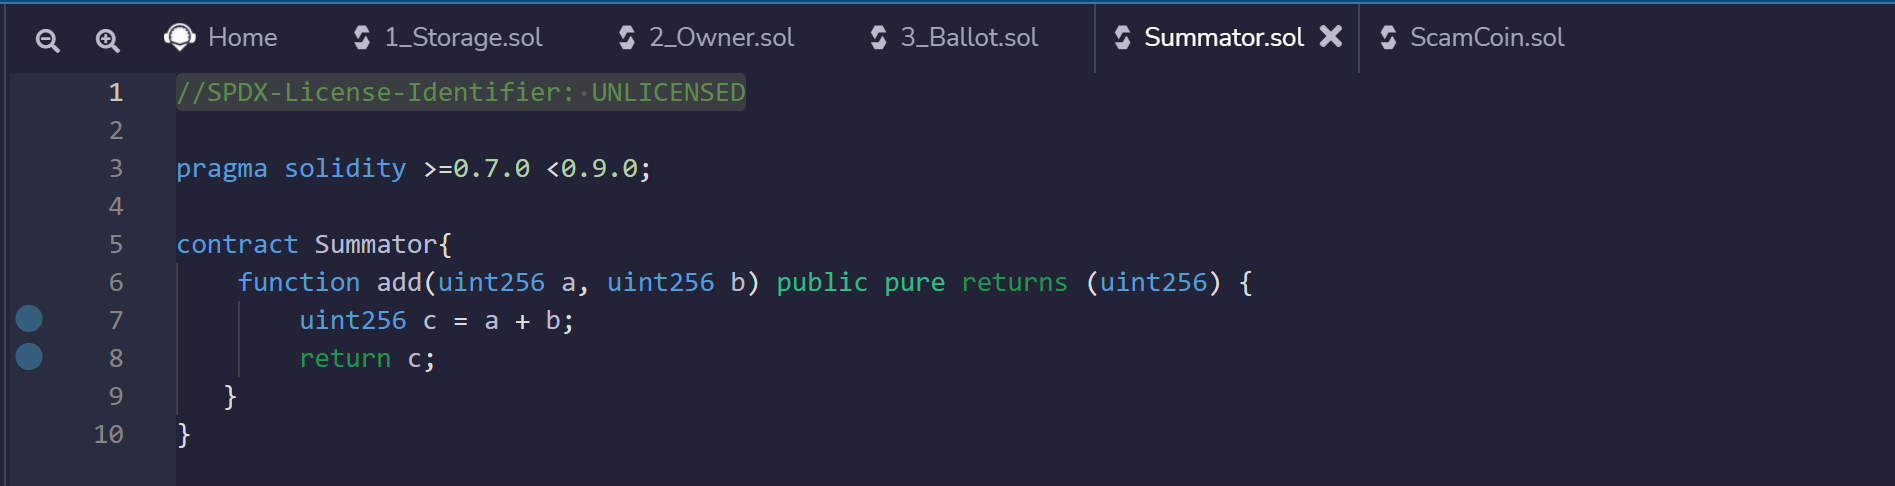 Home 1_Storage.sol 2_Owner.sol 3_Ballot.sol Summator.sol ScamCoin.sol
1 //SPDX-License-Identifier: UNLICENSED
2
3 pragma solidity >=0.7.0 <0.9.0;
4
5 contract Summator{
6 function add(uint256 a, uint256 b) public pure returns (uint256) {
7 uint256 c = a + b;
8 return c;
9 }
10 }